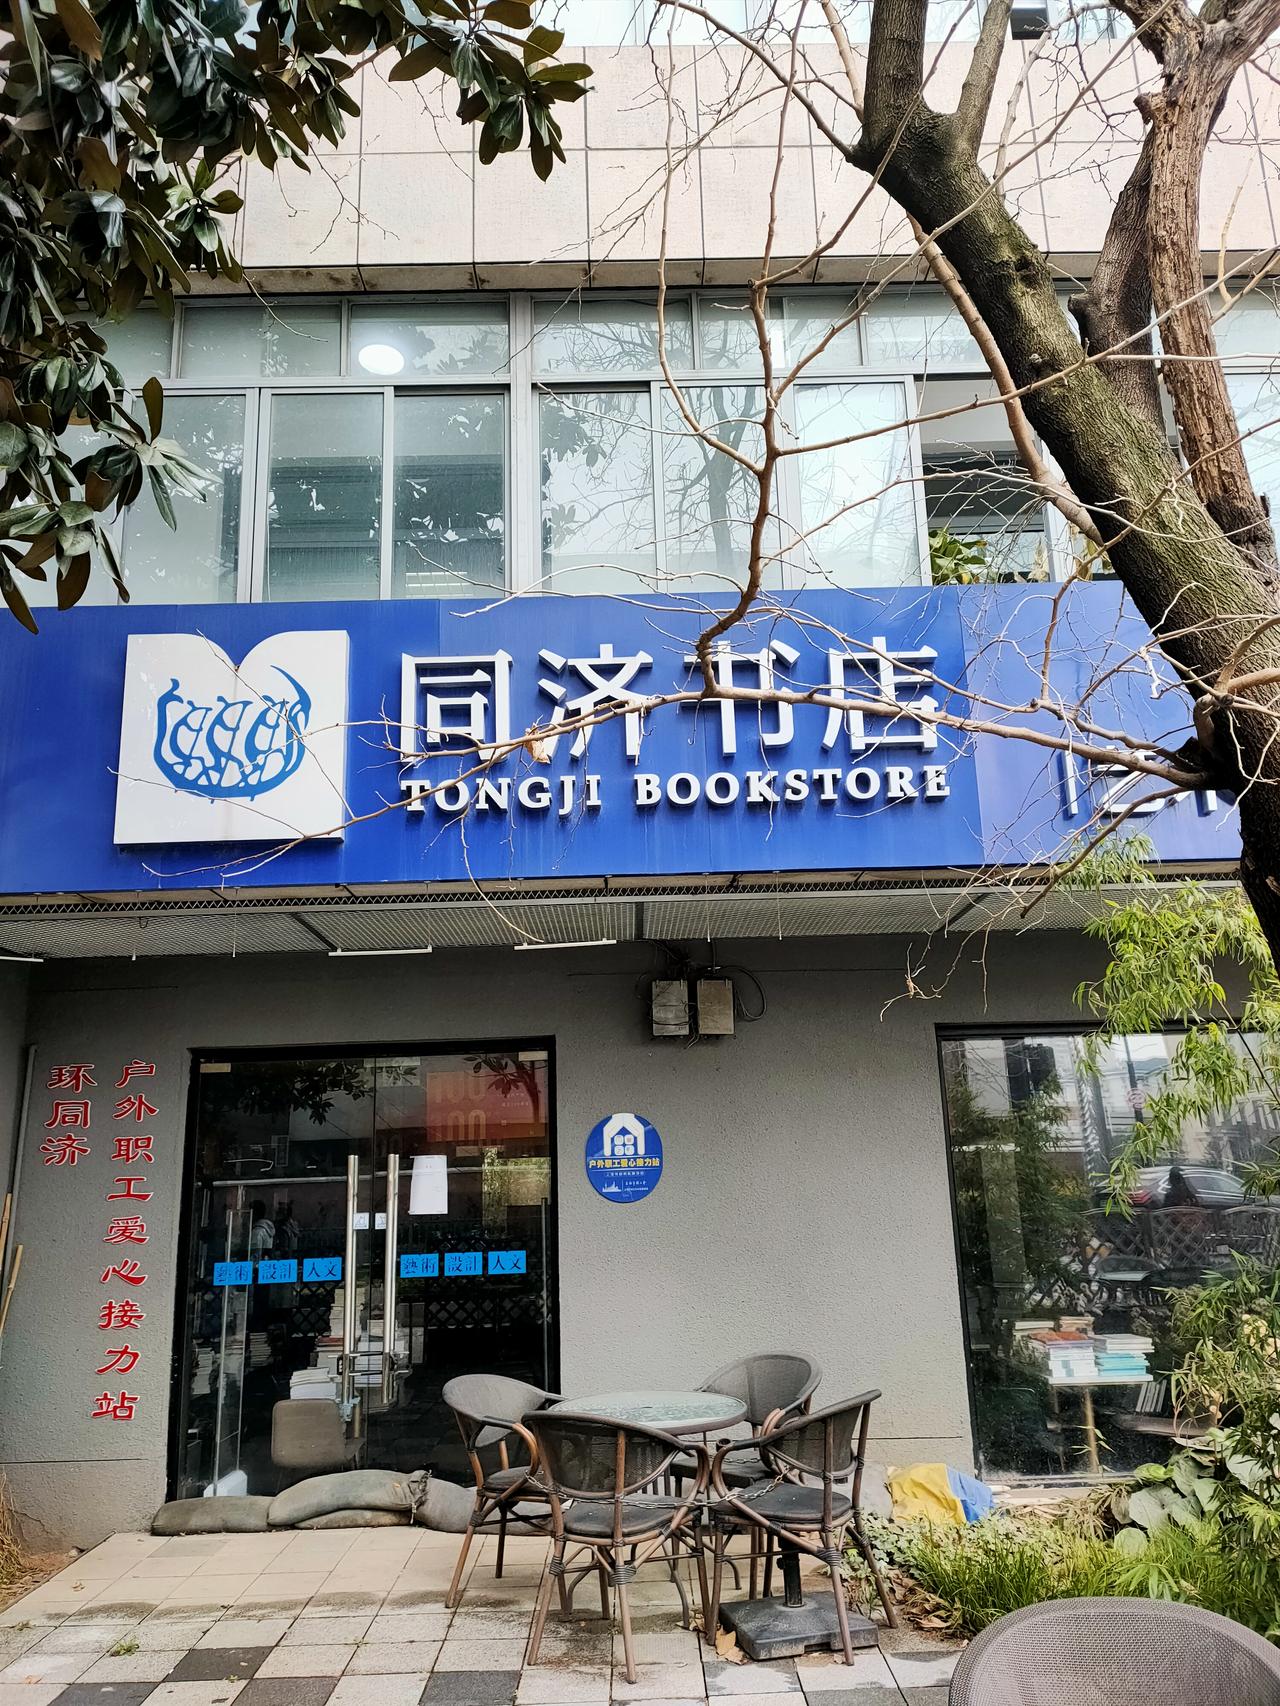 同济书店
TONGJI BOOKSTORE
户外职工爱心接力站
环同济
藝術 設計 人文
藝術 設計 人文
户外职工爱心接力站